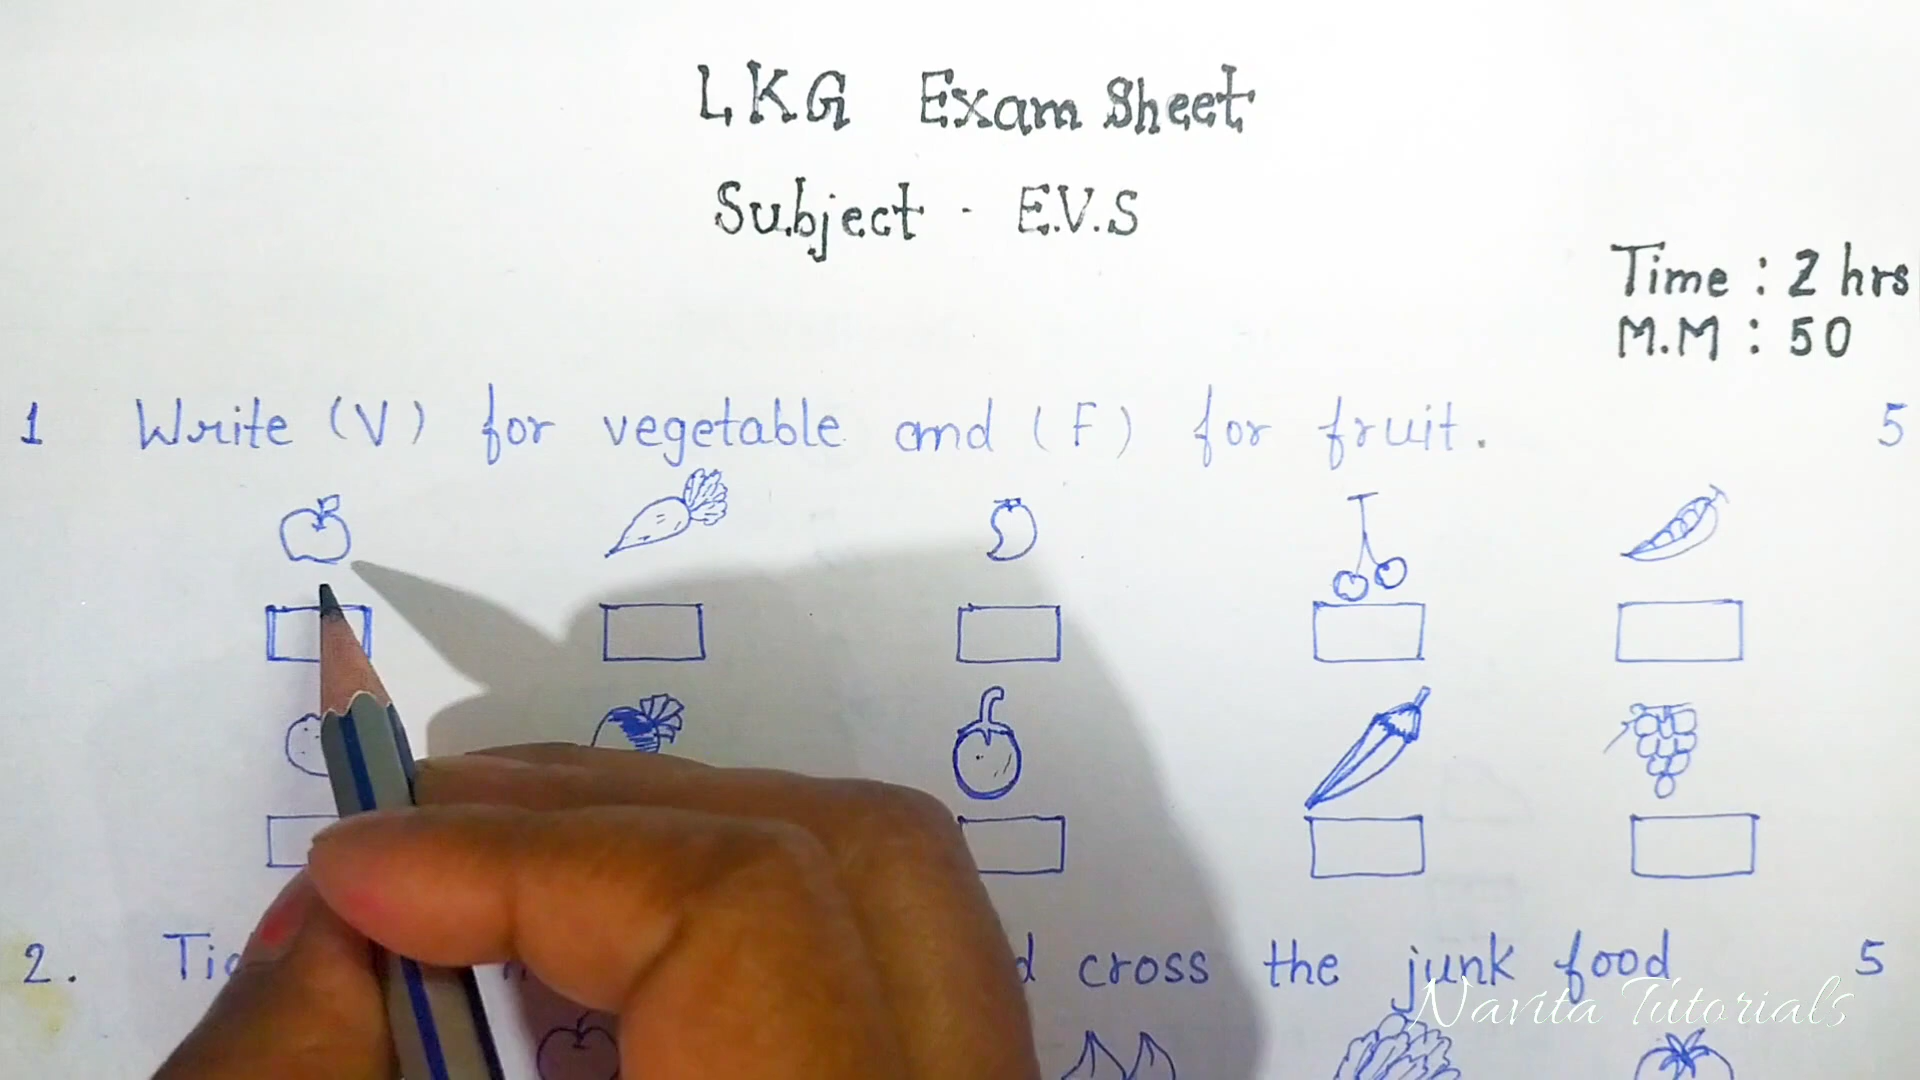 LKG Exam Sheet
Subject - E.V.S
Time : 2 hrs
M.M : 50
1 Write (V) for vegetable and (F) for fruit. 5
2. cross the junk food 5
Navita Tutorials